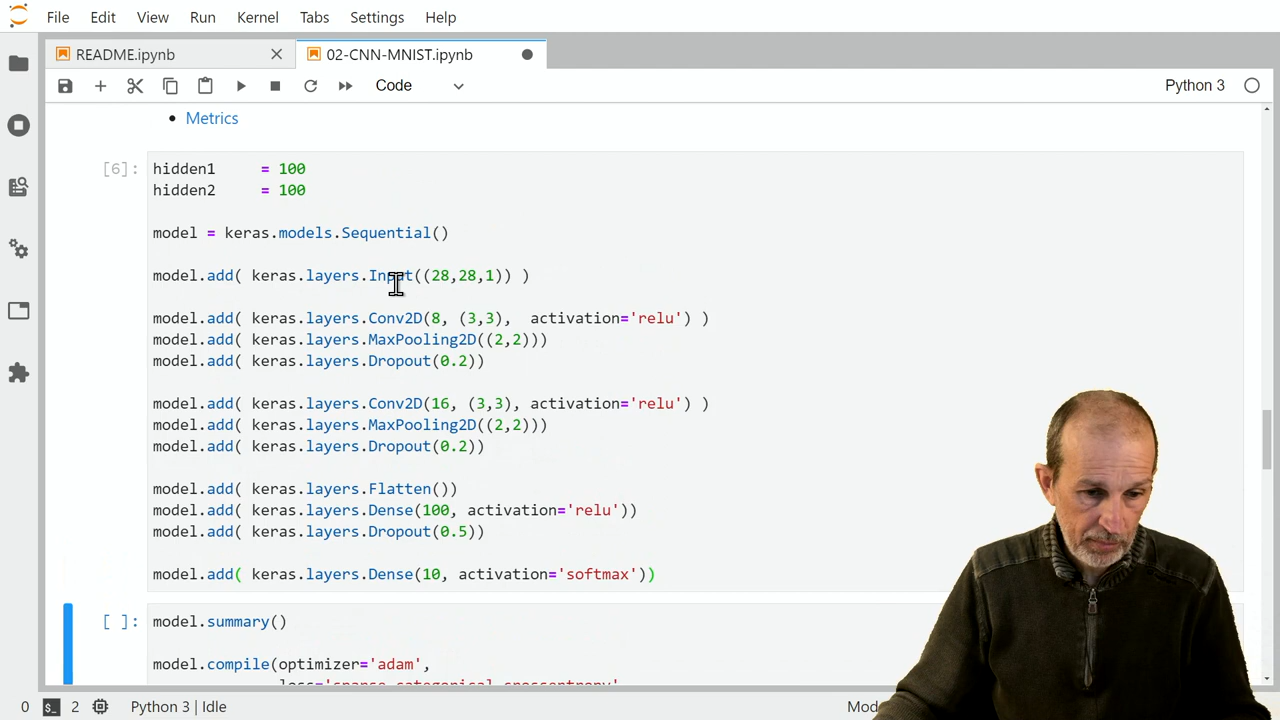 File Edit View Run Kernel Tabs Settings Help
README.ipynb 02-CNN-MNIST.ipynb
Code Python 3
Metrics
[6]:
hidden1 = 100
hidden2 = 100
model = keras.models.Sequential()
model.add( keras.layers.Input((28,28,1)) )
model.add( keras.layers.Conv2D(8, (3,3), activation='relu') )
model.add( keras.layers.MaxPooling2D((2,2)))
model.add( keras.layers.Dropout(0.2))
model.add( keras.layers.Conv2D(16, (3,3), activation='relu') )
model.add( keras.layers.MaxPooling2D((2,2)))
model.add( keras.layers.Dropout(0.2))
model.add( keras.layers.Flatten())
model.add( keras.layers.Dense(100, activation='relu'))
model.add( keras.layers.Dropout(0.5))
model.add( keras.layers.Dense(10, activation='softmax'))
[ ]: model.summary()
model.compile(optimizer='adam',
loss='sparse_categorical_crossentropy',
0 $_ 2 Python 3 | Idle